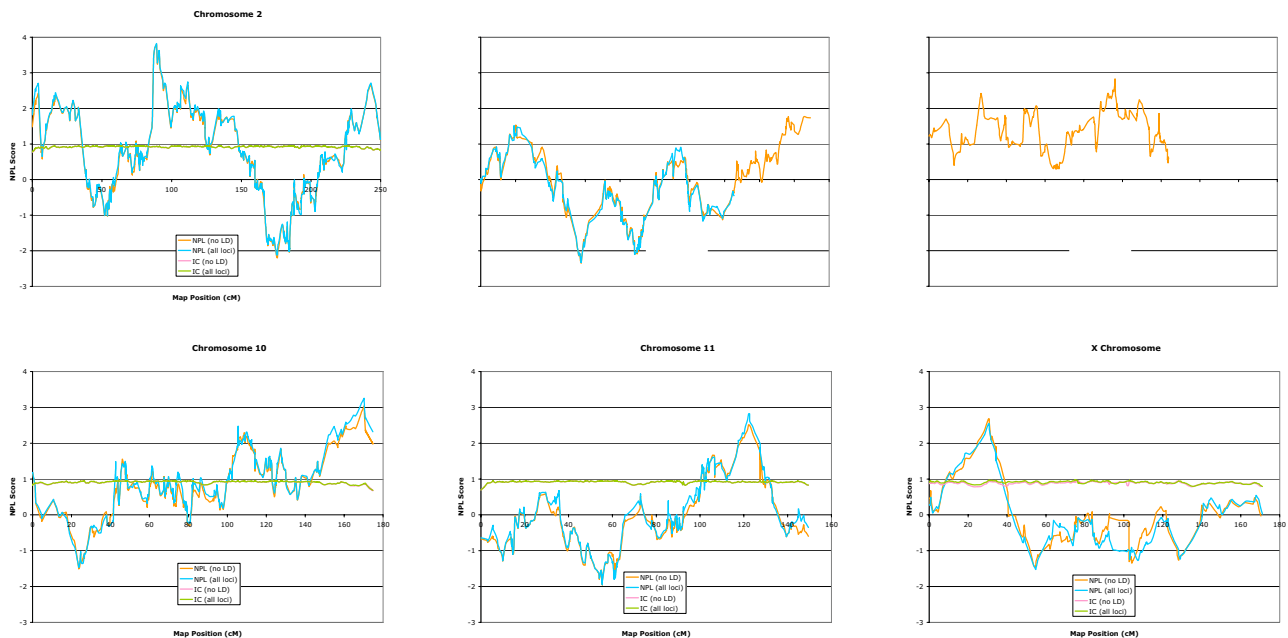 Chromosome 2
4
3
2
1
0
-1
-2
-3
NPL Score
0 50 100 150 200 250
NPL (no LD)
NPL (all loci)
IC (no LD)
IC (all loci)
Map Position (cM)
Chromosome 10
4
3
2
1
0
-1
-2
-3
NPL Score
0 20 40 60 80 100 120 140 160 180
NPL (no LD)
NPL (all loci)
IC (no LD)
IC (all loci)
Map Position (cM)
Chromosome 11
4
3
2
1
0
-1
-2
-3
NPL Score
0 20 40 60 80 100 120 140 160
NPL (no LD)
NPL (all loci)
IC (no LD)
IC (all loci)
Map Position (cM)
X Chromosome
4
3
2
1
0
-1
-2
-3
NPL Score
0 20 40 60 80 100 120 140 160 180
NPL (no LD)
NPL (all loci)
IC (no LD)
IC (all loci)
Map Position (cM)